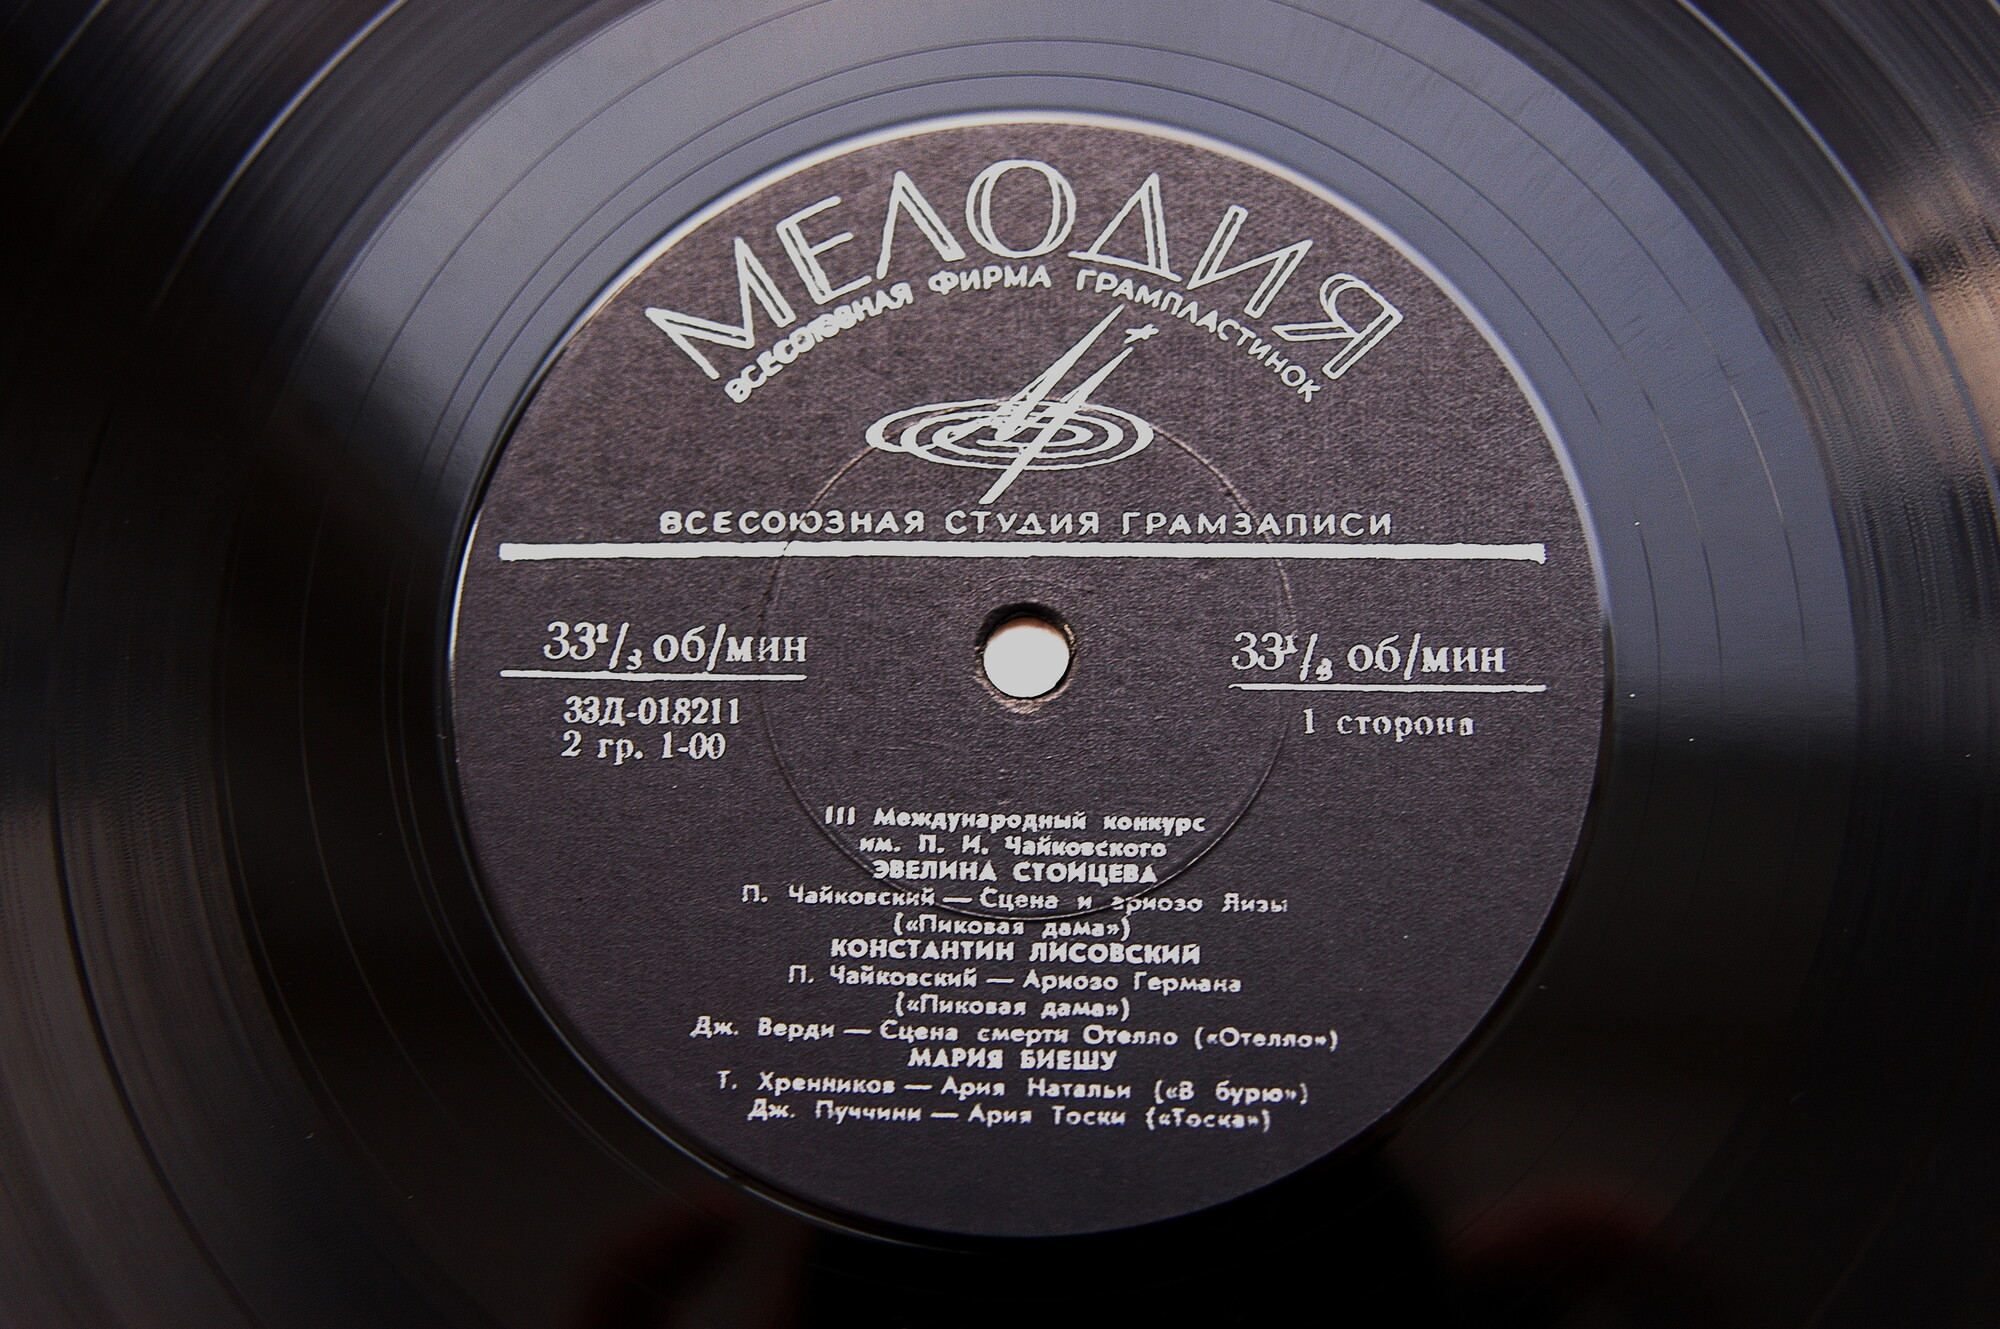 МЕЛОДИЯ
ВСЕСОЮЗНАЯ ФИРМА ГРАМПЛАСТИНОК
ВСЕСОЮЗНАЯ СТУДИЯ ГРАМЗАПИСИ
33¹/₃ об/мин
33Д-018211
2 гр. 1-00
33¹/₃ об/мин
1 сторона
III Международный конкурс
им. П. И. Чайковского
ЭВЕЛИНА СТОИЦЕВА
П. Чайковский — Сцена и ариозо Лизы
(«Пиковая дама»)
КОНСТАНТИН ЛИСОВСКИЙ
П. Чайковский — Ариозо Германа
(«Пиковая дама»)
Дж. Верди — Сцена смерти Отелло («Отелло»)
МАРИЯ БИЕШУ
Т. Хренников — Ария Натальи («В бурю»)
Дж. Пуччини — Ария Тоски («Тоска»)